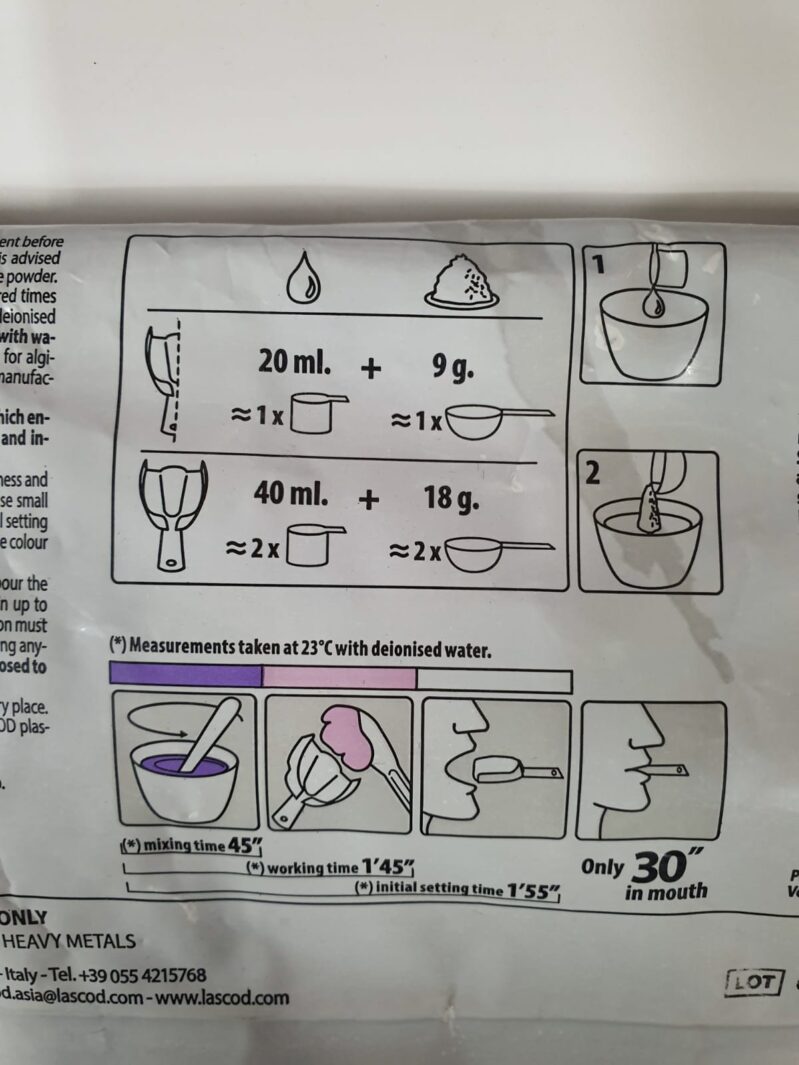 ent before
is advised
e powder.
red times
deionised
with wa-
for algi-
manufac-
hich en-
and in-
ness and
se small
l setting
e colour
pour the
n up to
on must
ng any-
osed to
ry place.
OD plas-
20 ml. + 9 g.
≈1x ≈1x
40 ml. + 18 g.
≈2x ≈2x
1
2
(*) Measurements taken at 23°C with deionised water.
(*) mixing time 45"
(*) working time 1'45"
(*) initial setting time 1'55"
Only 30"
in mouth
ONLY
HEAVY METALS
- Italy - Tel. +39 055 4215768
d.asia@lascod.com - www.lascod.com
LOT